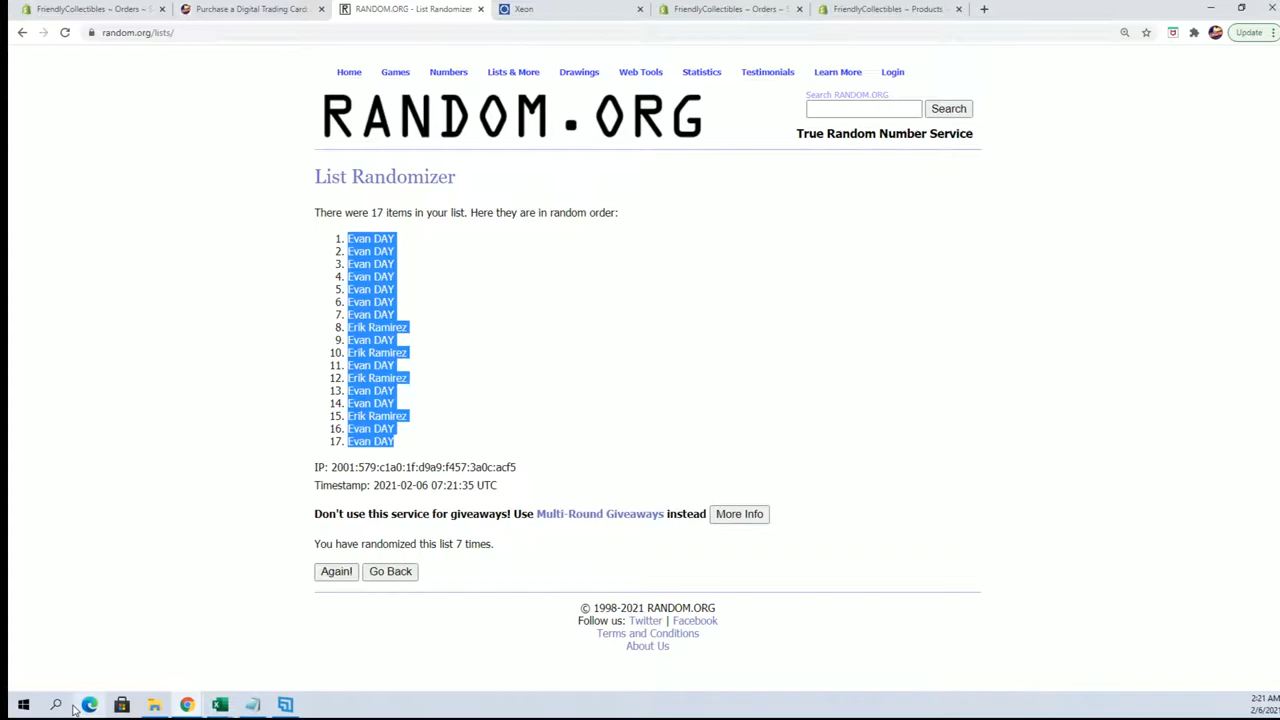 FriendlyCollectibles ~ Orders ~ S
Purchase a Digital Trading Card
RANDOM.ORG - List Randomizer
Xeon
FriendlyCollectibles ~ Orders ~ S
FriendlyCollectibles ~ Products
random.org/lists/
Update
Home
Games
Numbers
Lists & More
Drawings
Web Tools
Statistics
Testimonials
Learn More
Login
RANDOM.ORG
Search RANDOM.ORG
Search
True Random Number Service
List Randomizer
There were 17 items in your list. Here they are in random order:
1. Evan DAY
2. Evan DAY
3. Evan DAY
4. Evan DAY
5. Evan DAY
6. Evan DAY
7. Evan DAY
8. Erik Ramirez
9. Evan DAY
10. Erik Ramirez
11. Evan DAY
12. Erik Ramirez
13. Evan DAY
14. Evan DAY
15. Erik Ramirez
16. Evan DAY
17. Evan DAY
IP: 2001:579:c1a0:1f:d9a9:f457:3a0c:acf5
Timestamp: 2021-02-06 07:21:35 UTC
Don't use this service for giveaways! Use Multi-Round Giveaways instead More Info
You have randomized this list 7 times.
Again! Go Back
© 1998-2021 RANDOM.ORG
Follow us: Twitter | Facebook
Terms and Conditions
About Us
2:21 AM
2/6/2021